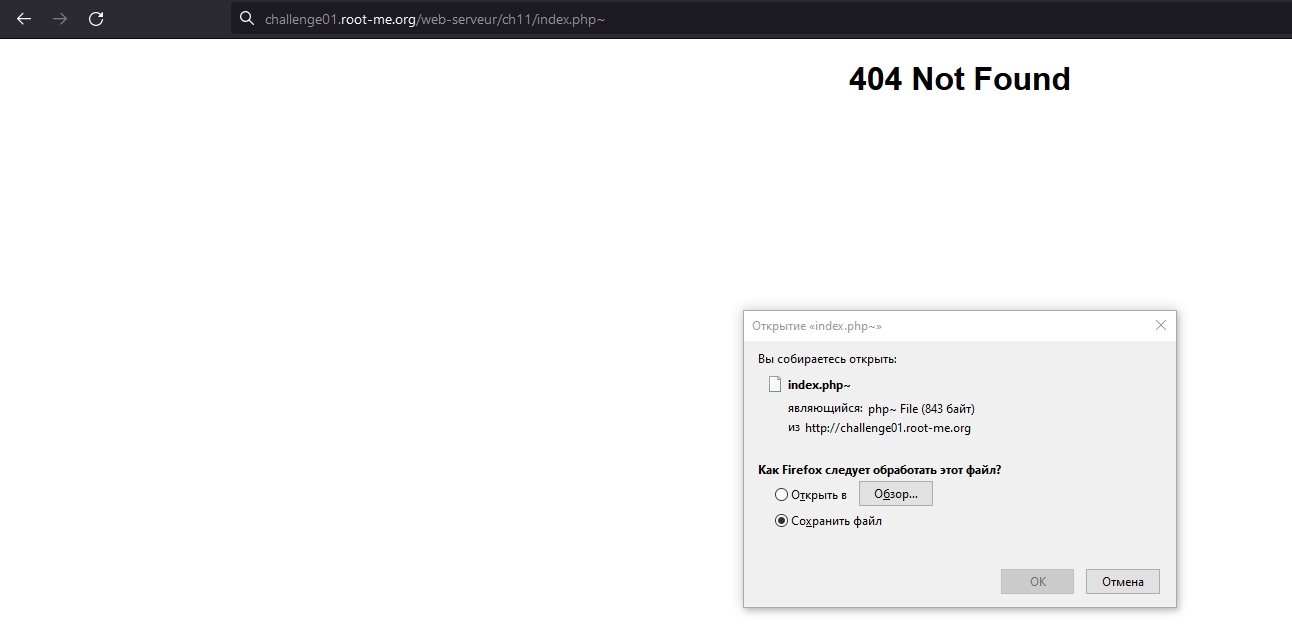 challenge01.root-me.org/web-serveur/ch11/index.php~
404 Not Found
Открытие «index.php~»
Вы собираетесь открыть:
index.php~
являющийся: php~ File (843 байт)
из http://challenge01.root-me.org
Как Firefox следует обработать этот файл?
Открыть в Обзор...
Сохранить файл
ОК Отмена